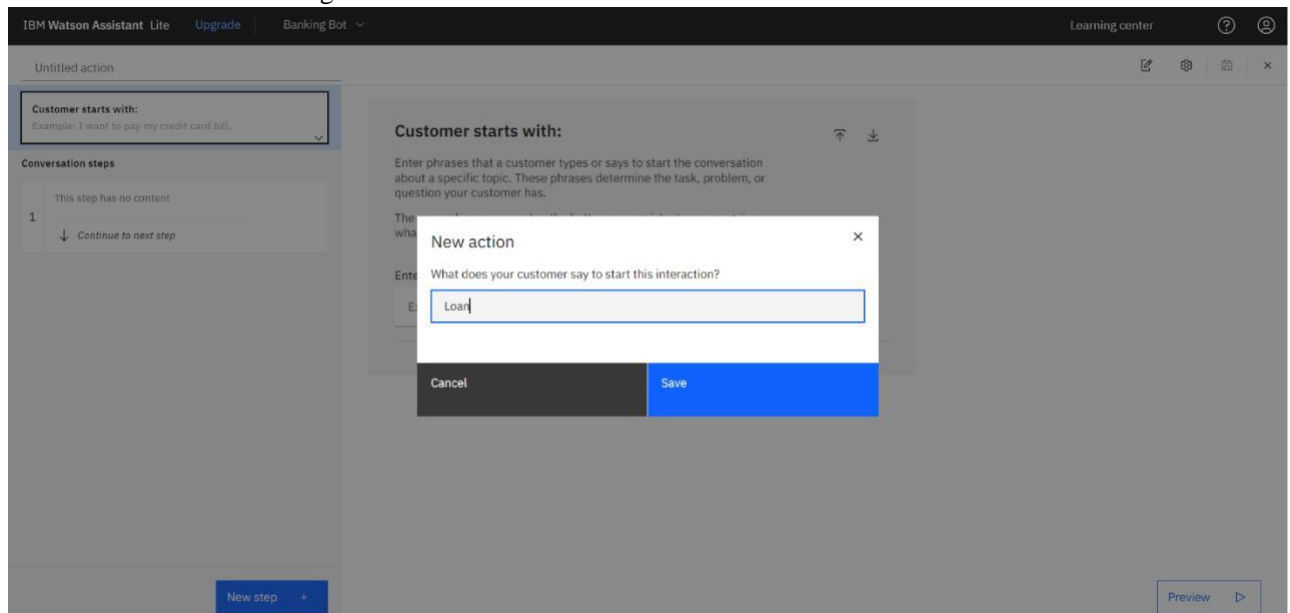 IBM Watson Assistant Lite Upgrade Banking Bot Learning center
Untitled action
Customer starts with:
Example: I want to pay my credit card bill.
Conversation steps
1
This step has no content
Continue to next step
New step +
Customer starts with:
Enter phrases that a customer types or says to start the conversation
about a specific topic. These phrases determine the task, problem, or
question your customer has.
The
wha
Ente
New action
What does your customer say to start this interaction?
Loan
Cancel Save
Preview